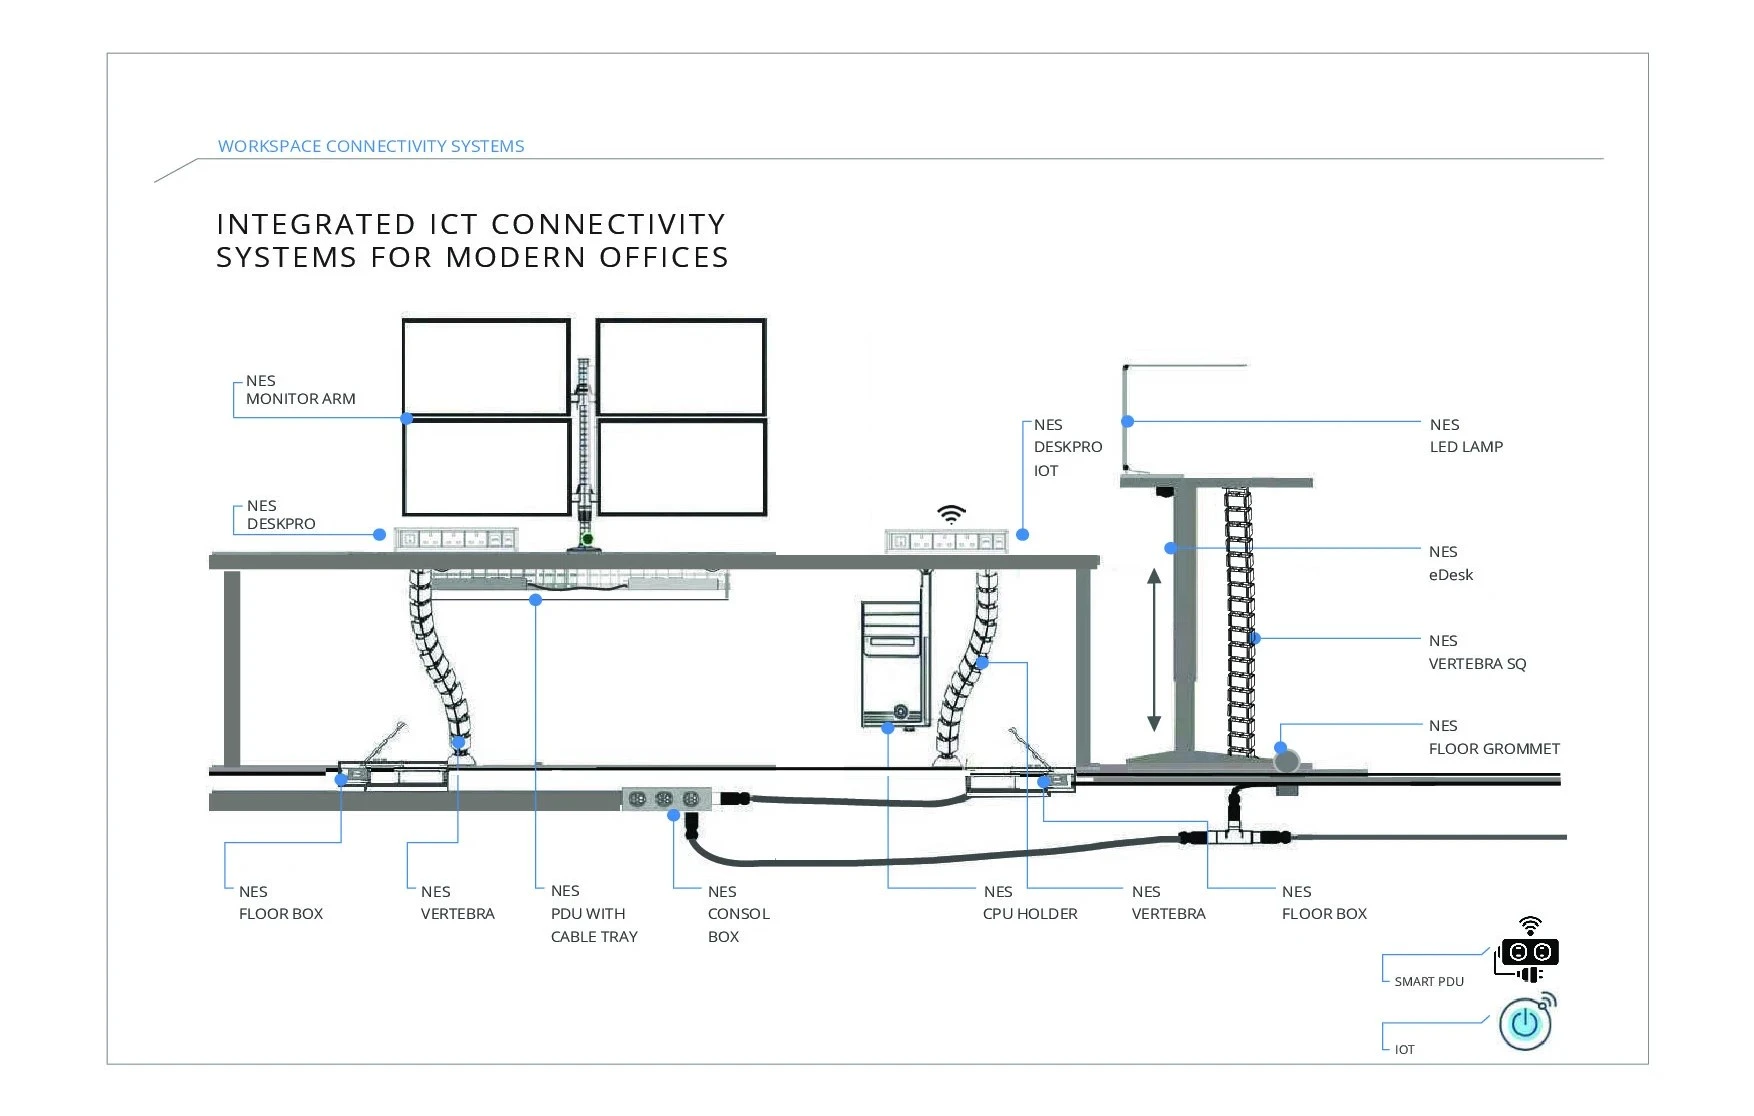 WORKSPACE CONNECTIVITY SYSTEMS
INTEGRATED ICT CONNECTIVITY
SYSTEMS FOR MODERN OFFICES
NES
MONITOR ARM
NES
DESKPRO
NES
DESKPRO
IOT
NES
LED LAMP
NES
eDesk
NES
VERTEBRA SQ
NES
FLOOR GROMMET
NES
FLOOR BOX
NES
VERTEBRA
NES
PDU WITH
CABLE TRAY
NES
CONSOL
BOX
NES
CPU HOLDER
NES
VERTEBRA
NES
FLOOR BOX
SMART PDU
IOT